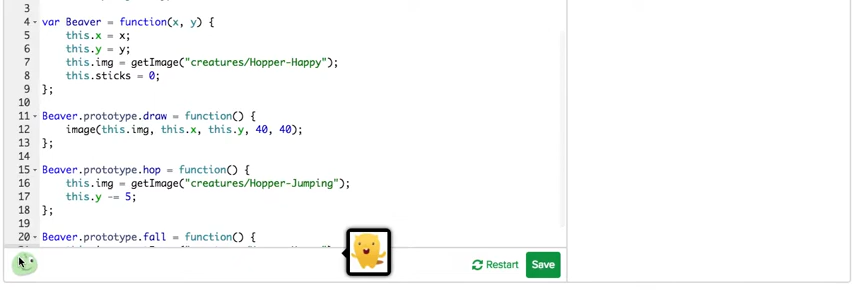 3
4 var Beaver = function(x, y) {
5 this.x = x;
6 this.y = y;
7 this.img = getImage("creatures/Hopper-Happy");
8 this.sticks = 0;
9 };
10
11 Beaver.prototype.draw = function() {
12 image(this.img, this.x, this.y, 40, 40);
13 };
14
15 Beaver.prototype.hop = function() {
16 this.img = getImage("creatures/Hopper-Jumping");
17 this.y -= 5;
18 };
19
20 Beaver.prototype.fall = function() {
Restart Save